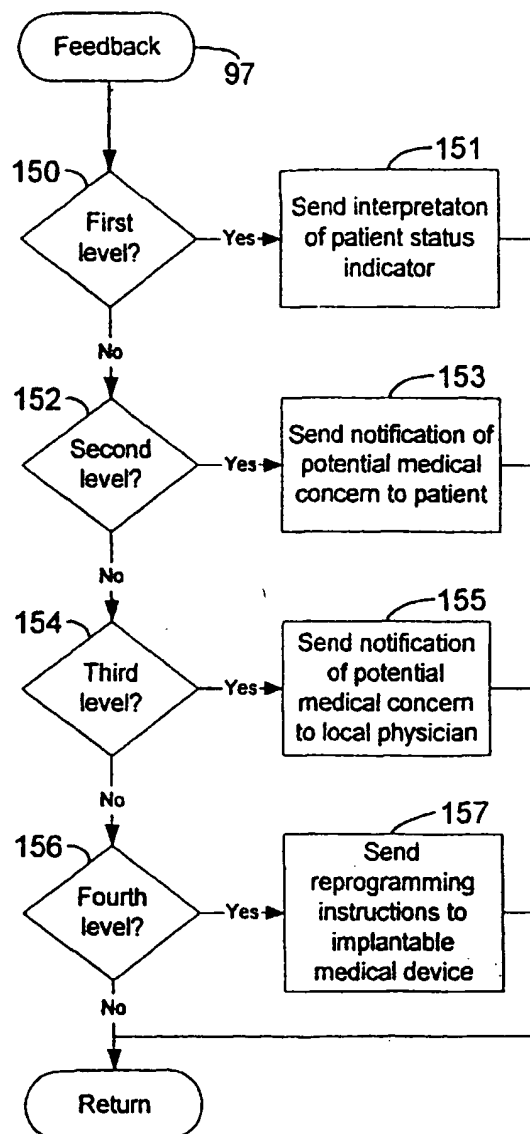 Feedback
97
150
151
First
level?
Yes
Send interpretaton
of patient status
indicator
No
152
153
Second
level?
Yes
Send notification of
potential medical
concern to patient
No
154
155
Third
level?
Yes
Send notification
of potential
medical concern
to local physician
No
156
157
Fourth
level?
Yes
Send
reprogramming
instructions to
implantable
medical device
No
Return